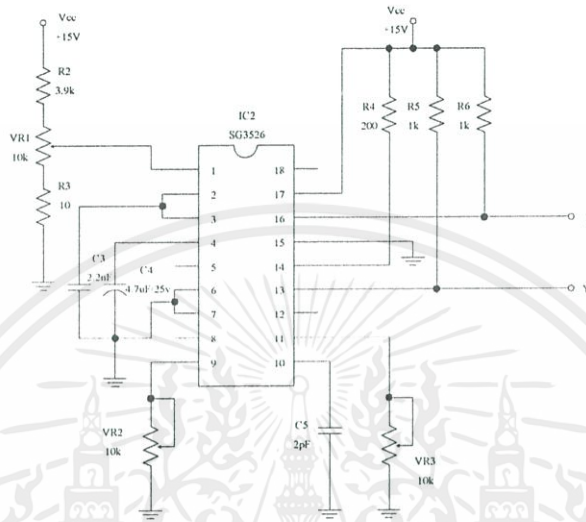 Vcc
+15V
R2
3.9k
VR1
10k
R3
10
C3
2.2nF
C4
4.7uF 25v
VR2
10k
IC2
SG3526
1
2
3
4
5
6
7
8
9
18
17
16
15
14
13
12
11
10
C5
2pF
Vcc
+15V
R4
200
R5
1k
R6
1k
VR3
10k